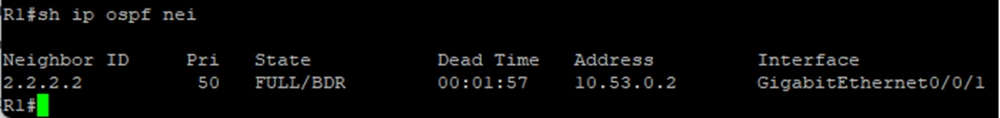 R1#sh ip ospf nei
Neighbor ID     Pri   State           Dead Time   Address         Interface
2.2.2.2          50   FULL/BDR        00:01:57    10.53.0.2       GigabitEthernet0/0/1
R1#